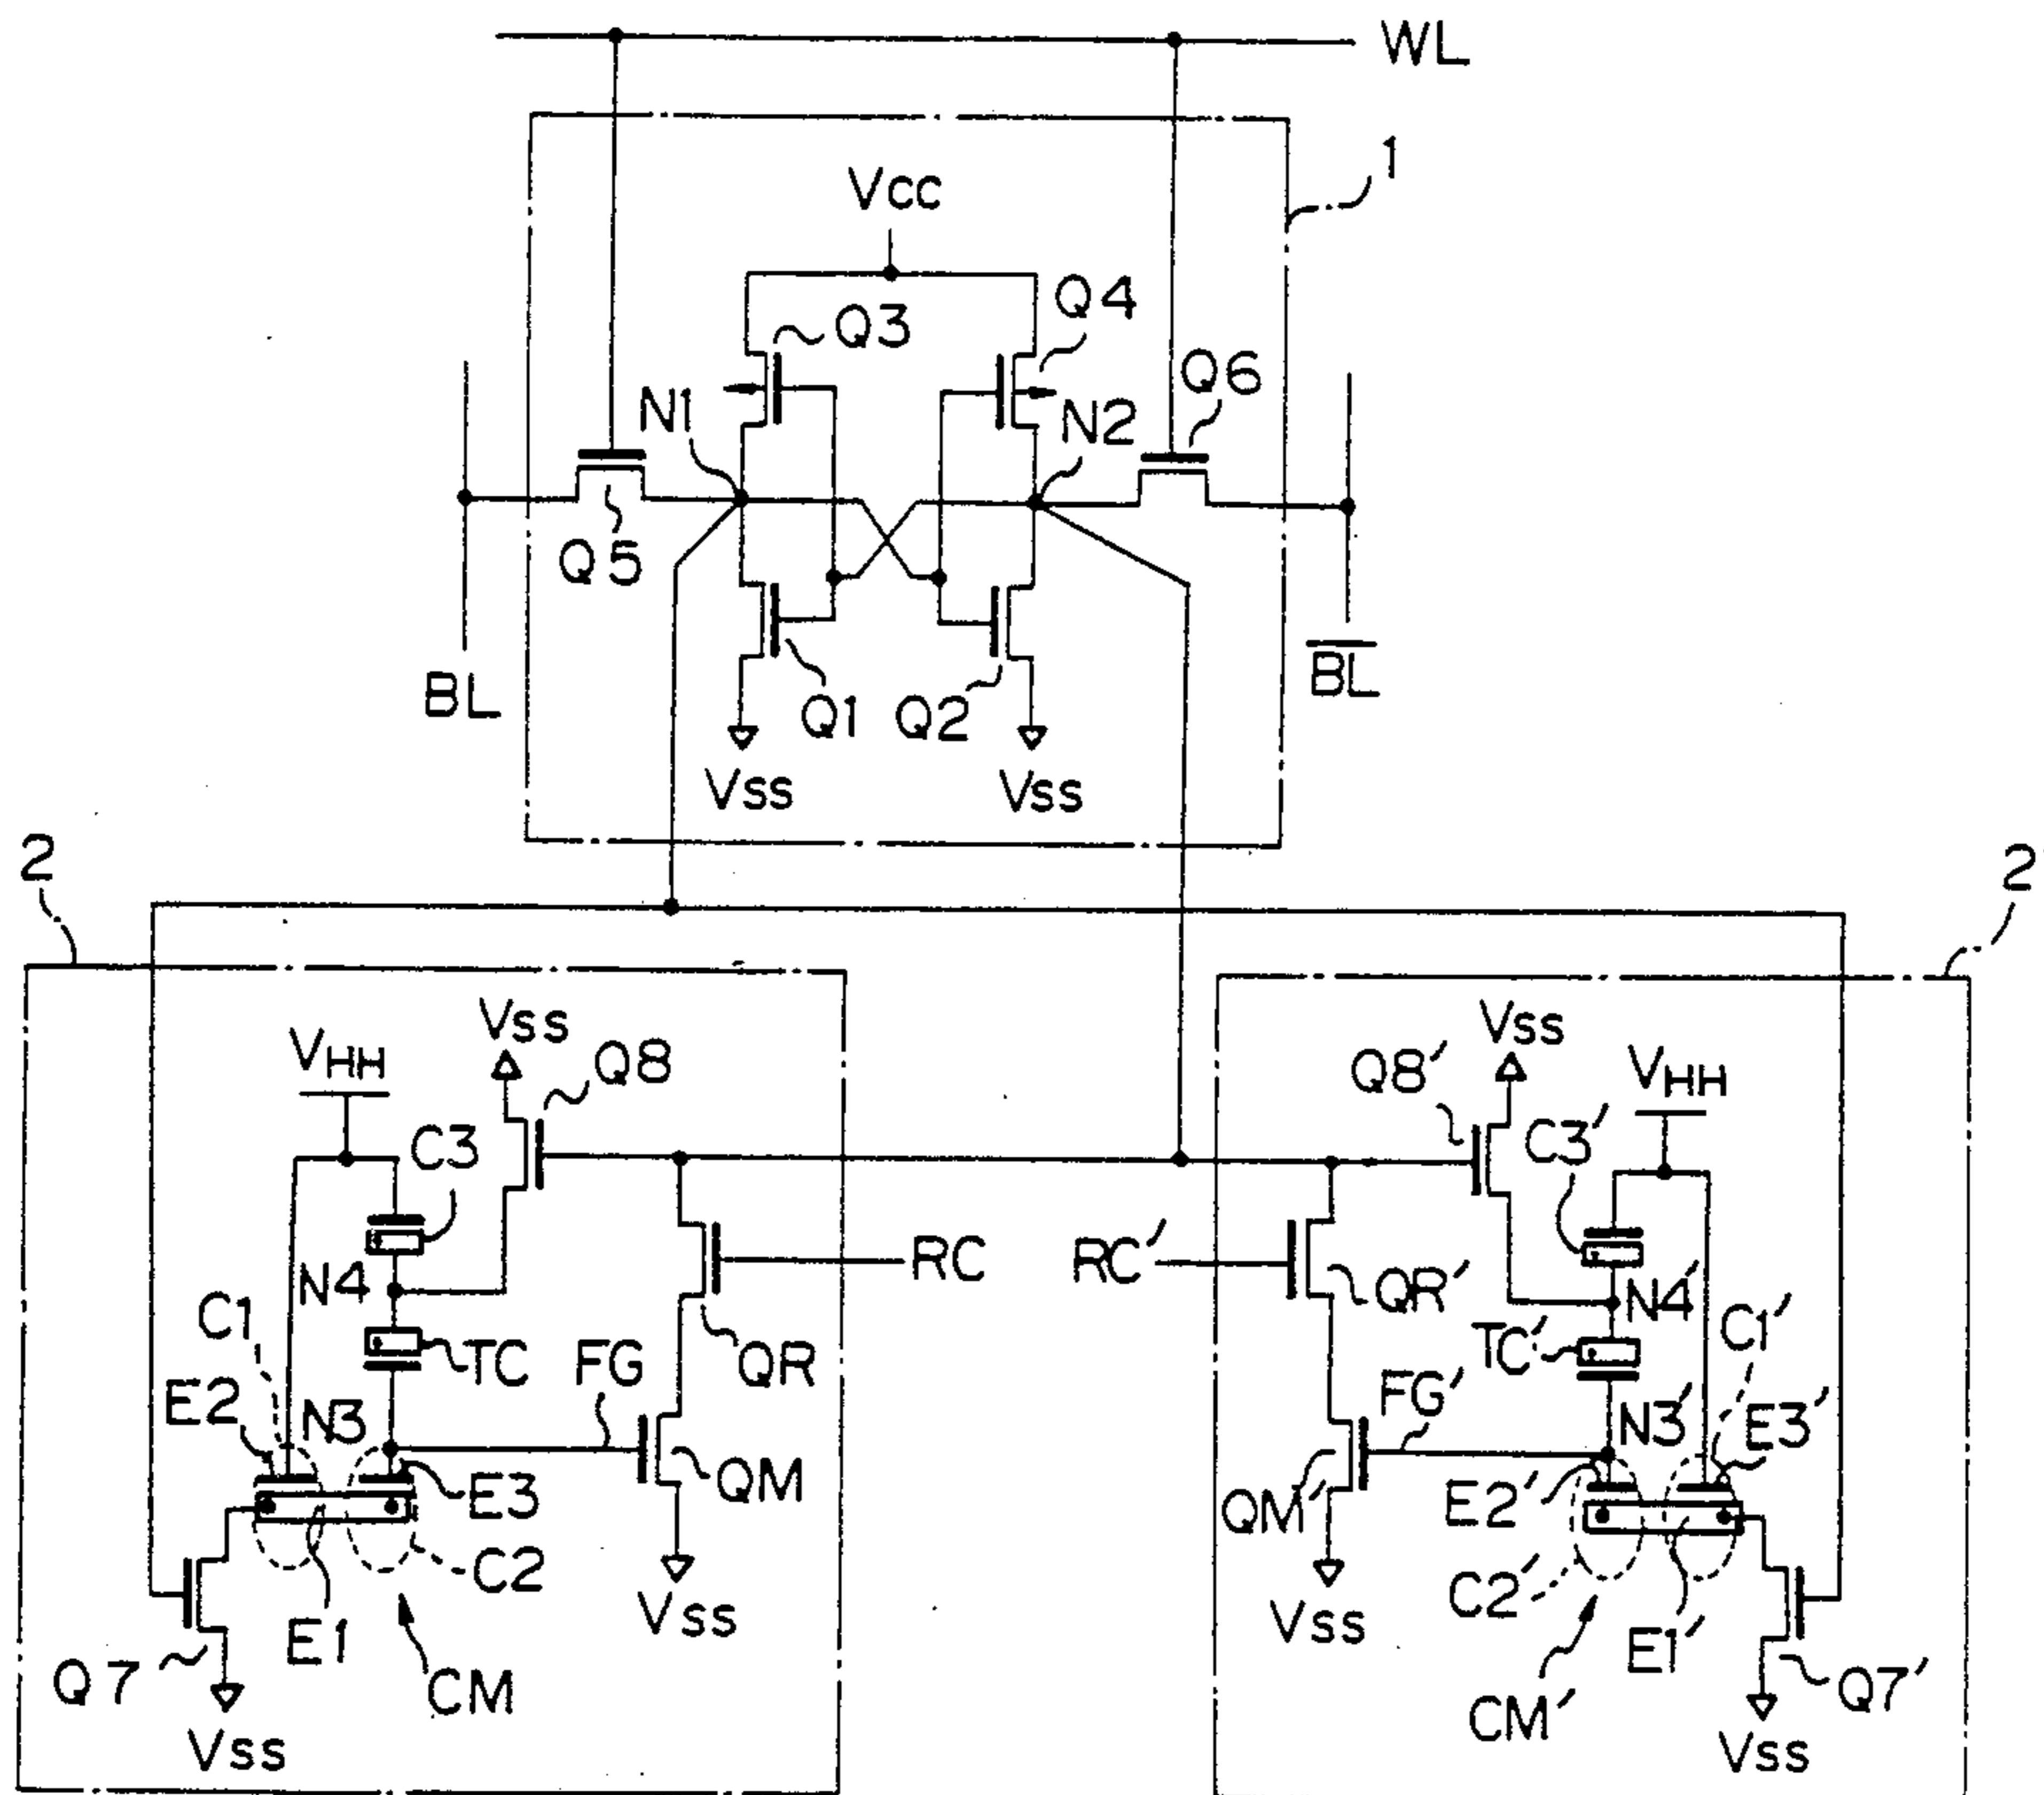 WL
1
Vcc
Q3
Q4
N1
N2
Q6
Q5
BL
Q1
Q2
BL
Vss
Vss
2
2
VHH
Vss
Q8
C3
N4
C1
E2
N3
TC
FG
QR
RC
E3
QM
C2
E1
Q7
CM
Vss
Vss
Vss
Q8′
VHH
C3′
RC′
QR′
N4′
C1′
TC′
FG′
N3′
E3′
E2′
QM′
C2′
E1′
Vss
CM′
Q7′
Vss